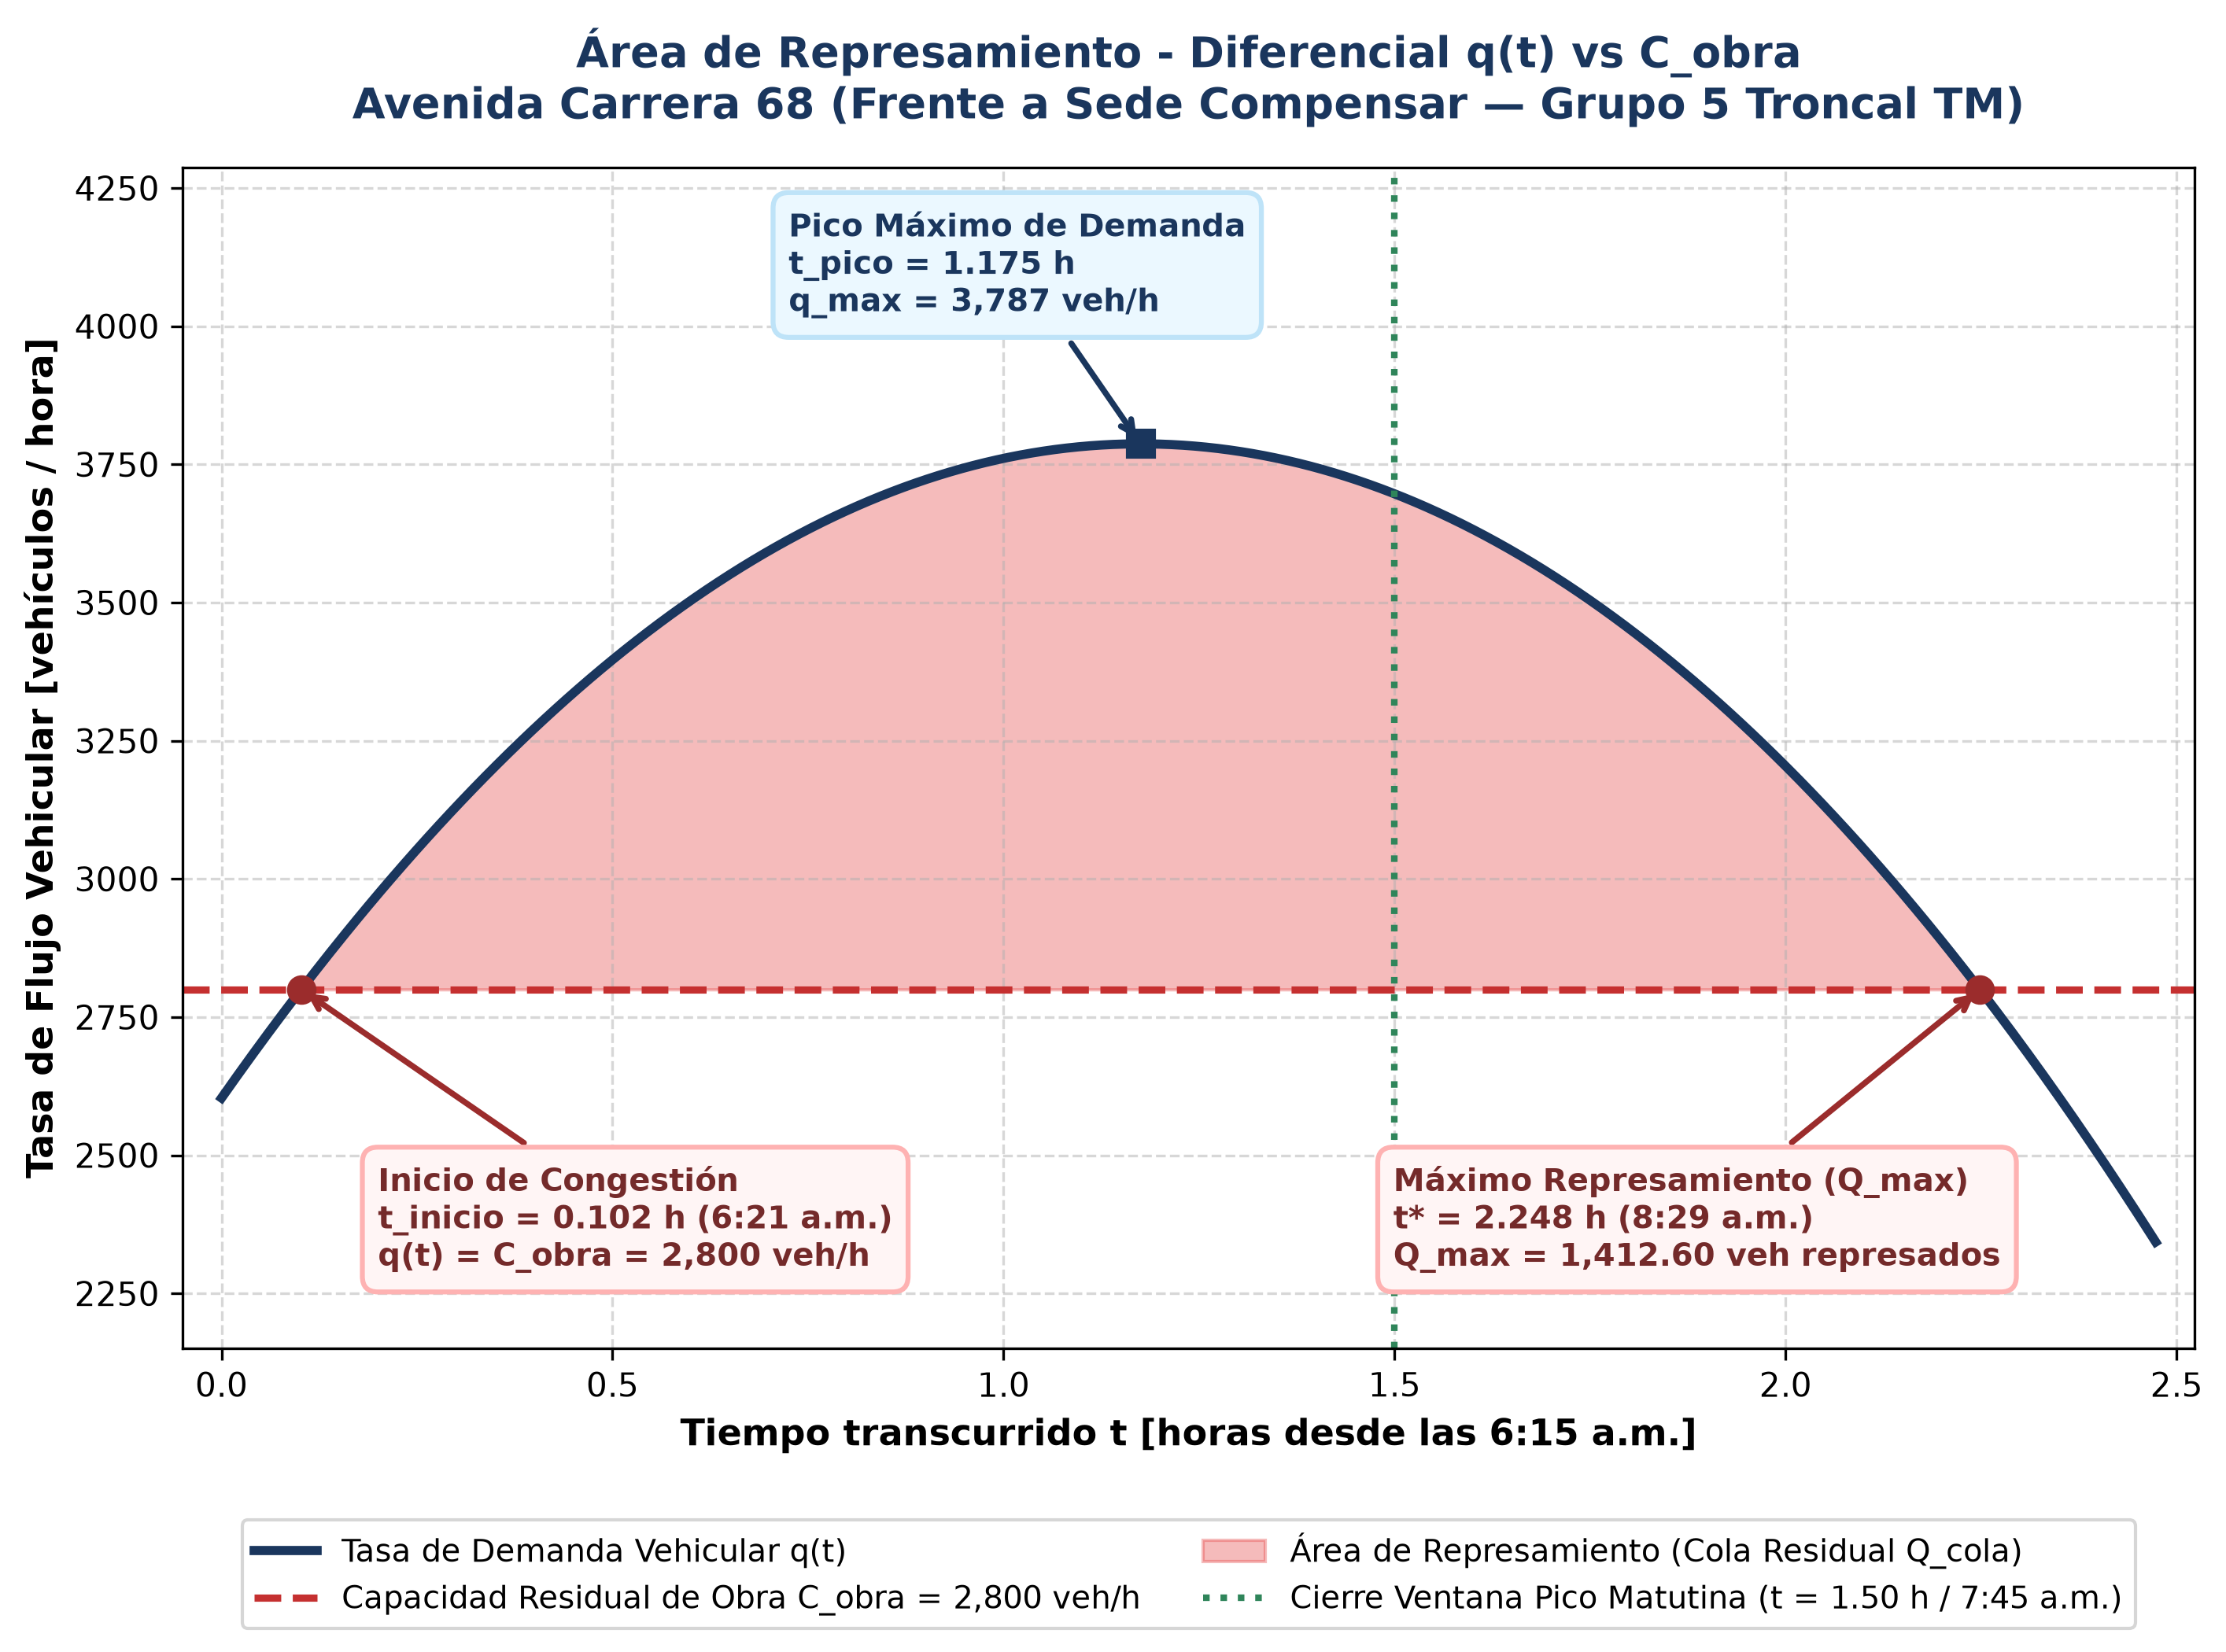 Área de Represamiento - Diferencial q(t) vs C_obra
Avenida Carrera 68 (Frente a Sede Compensar — Grupo 5 Troncal TM)
Tasa de Flujo Vehicular [vehículos / hora]
4250
4000
3750
3500
3250
3000
2750
2500
2250
Pico Máximo de Demanda
t_pico = 1.175 h
q_max = 3,787 veh/h
Inicio de Congestión
t_inicio = 0.102 h (6:21 a.m.)
q(t) = C_obra = 2,800 veh/h
Máximo Represamiento (Q_max)
t* = 2.248 h (8:29 a.m.)
Q_max = 1,412.60 veh represados
0.0
0.5
1.0
1.5
2.0
2.5
Tiempo transcurrido t [horas desde las 6:15 a.m.]
Tasa de Demanda Vehicular q(t)
Capacidad Residual de Obra C_obra = 2,800 veh/h
Área de Represamiento (Cola Residual Q_cola)
Cierre Ventana Pico Matutina (t = 1.50 h / 7:45 a.m.)